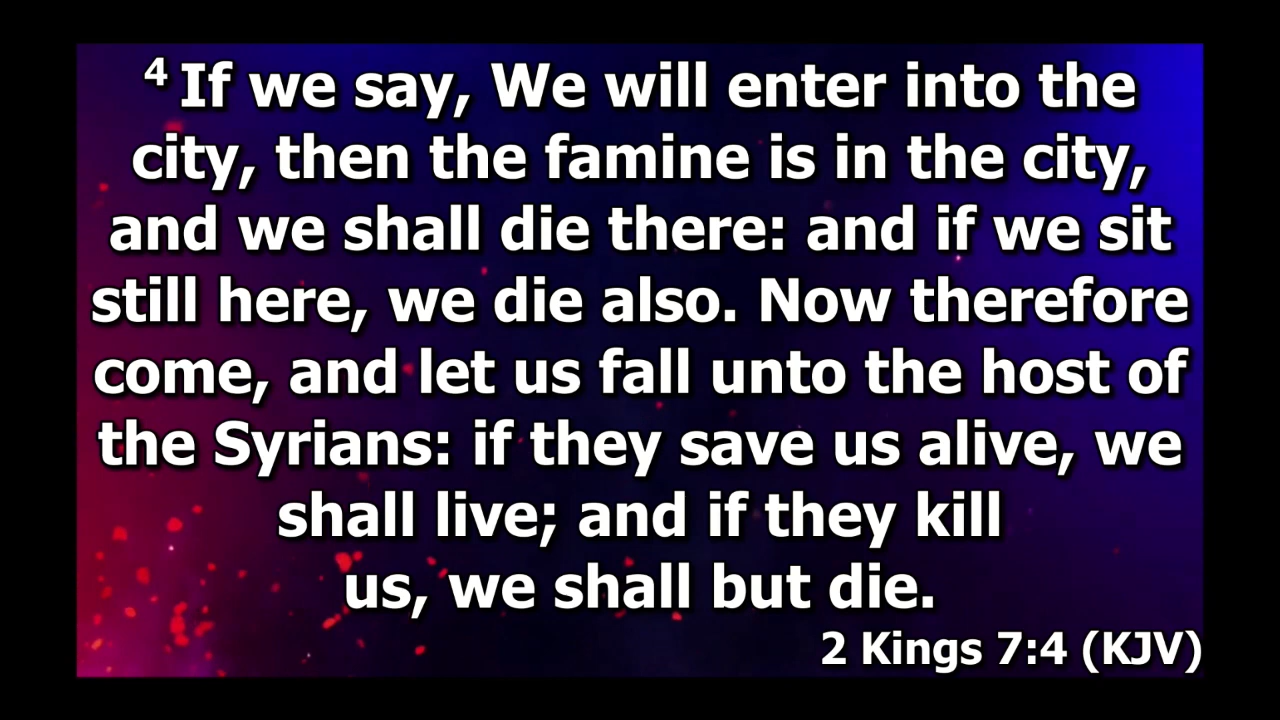 4 If we say, We will enter into the
city, then the famine is in the city,
and we shall die there: and if we sit
still here, we die also. Now therefore
come, and let us fall unto the host of
the Syrians: if they save us alive, we
shall live; and if they kill
us, we shall but die.
2 Kings 7:4 (KJV)